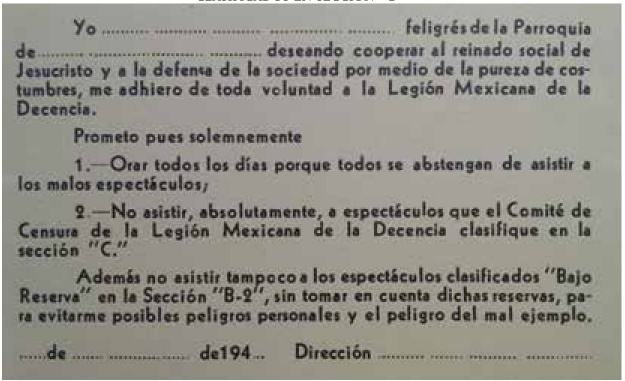 Yo ................ .......... .......... ............ .......... feligrés de la Parroquia
de.................... .......... .............. ............ deseando cooperar al reinado social de
Jesucristo y a la defensa de la sociedad por medio de la pureza de cos-
tumbres, me adhiero de toda voluntad a la Legión Mexicana de la
Decencia.
Prometo pues solemnemente
1.—Orar todos los días porque todos se abstengan de asistir a
los malos espectáculos;
2.—No asistir, absolutamente, a espectáculos que el Comité de
Censura de la Legión Mexicana de la Decencia clasifique en la
sección "C."
Además no asistir tampoco a los espectáculos clasificados "Bajo
Reserva" en la Sección "B-2", sin tomar en cuenta dichas reservas, pa-
ra evitarme posibles peligros personales y el peligro del mal ejemplo.
......de ...... .......... ........ de194... Dirección .......... ....... .......... ..............